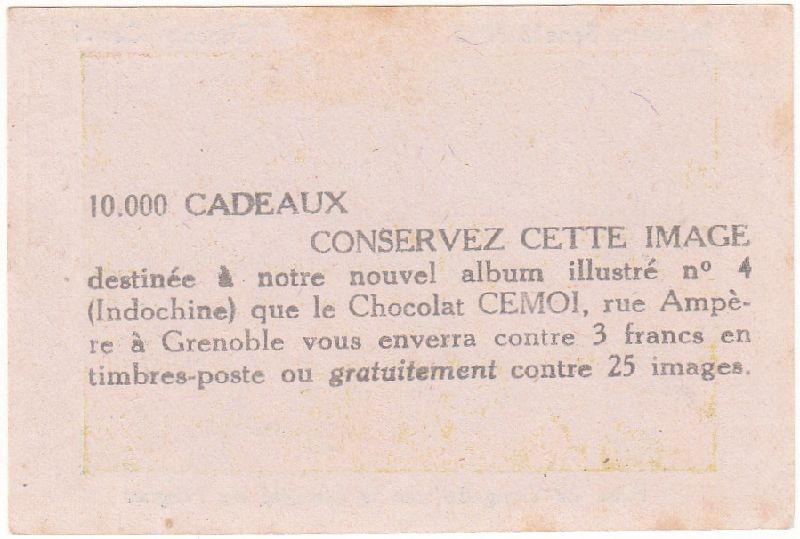 10.000 CADEAUX
CONSERVEZ CETTE IMAGE
destinée à notre nouvel album illustré nº 4
(Indochine) que le Chocolat CEMOI, rue Ampè-
re à Grenoble vous enverra contre 3 francs en
timbres-poste ou gratuitement contre 25 images.